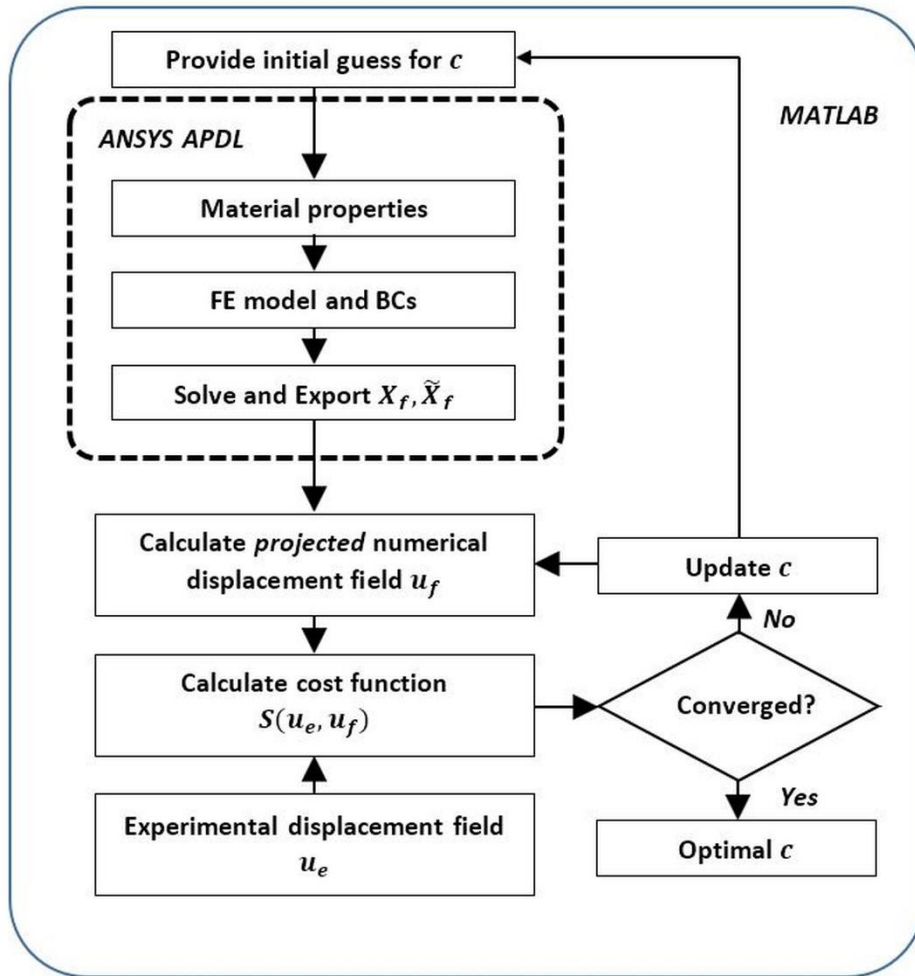 Provide initial guess for c
MATLAB
ANSYS APDL
Material properties
FE model and BCs
Solve and Export X_f, X̃_f
Calculate projected numerical
displacement field u_f
Update c
No
Calculate cost function
S(u_e, u_f)
Converged?
Yes
Experimental displacement field
u_e
Optimal c